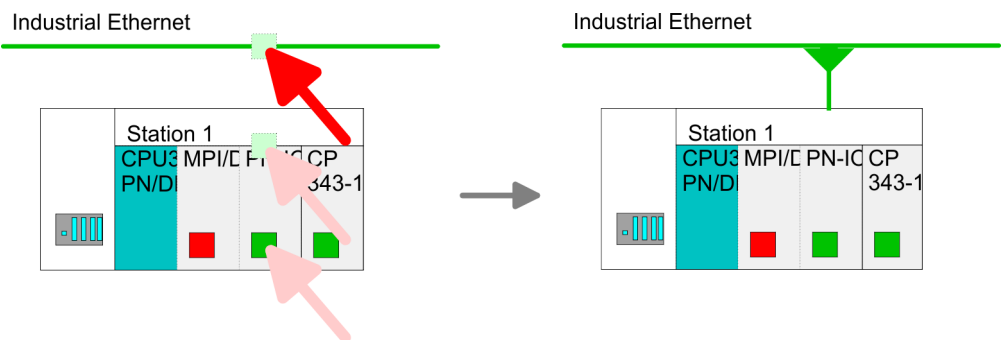 Industrial Ethernet
Industrial Ethernet
Station 1
CPU3 MPI/D CP
PN/DI 343-1
Station 1
CPU3 MPI/D PN-IO CP
PN/DI 343-1